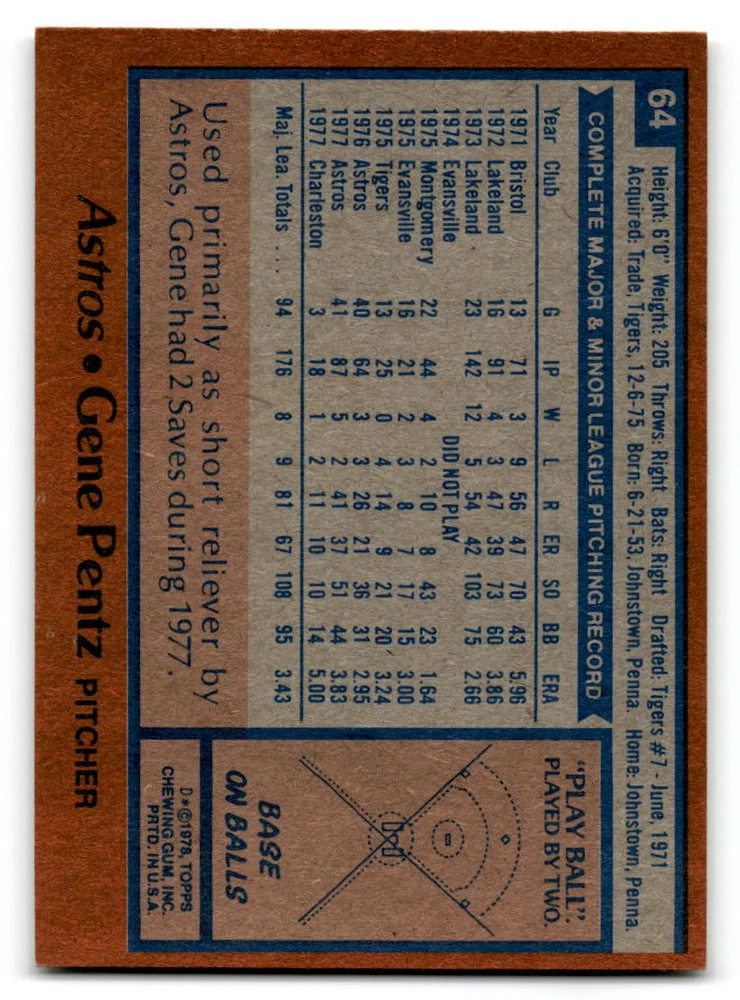 64
Height: 6'0" Weight: 205 Throws: Right Bats: Right Drafted: Tigers #7 - June, 1971
Acquired: Trade, Tigers, 12-6-75 Born: 6-21-53, Johnstown, Penna. Home: Johnstown, Penna.
COMPLETE MAJOR & MINOR LEAGUE PITCHING RECORD
Year Club G IP W L R ER SO BB ERA
1971 Bristol 13 71 3 9 56 47 70 43 5.96
1972 Lakeland 16 91 4 3 47 39 73 60 3.86
1973 Lakeland 23 142 12 5 54 42 103 75 2.66
1974 Evansville DID NOT PLAY
1975 Montgomery 22 44 4 2 10 8 43 23 1.64
1975 Evansville 16 21 2 3 8 7 17 15 3.00
1975 Tigers 13 25 0 4 14 9 21 20 3.24
1976 Astros 40 64 3 3 26 21 36 31 2.95
1977 Astros 41 87 5 2 41 37 51 44 3.83
1977 Charleston 3 18 1 2 11 10 10 14 5.00
Maj. Lea. Totals ... 94 176 8 9 81 67 108 95 3.43
Used primarily as short reliever by
Astros, Gene had 2 Saves during 1977.
"PLAY BALL":
PLAYED BY TWO.
BASE
ON BALLS
D*©1978, TOPPS
CHEWING GUM, INC.
PRTD. IN U.S.A.
Astros • Gene Pentz PITCHER